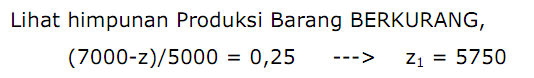 Lihat himpunan Produksi Barang BERKURANG,
(7000-z)/5000 = 0,25 ---> z₁ = 5750